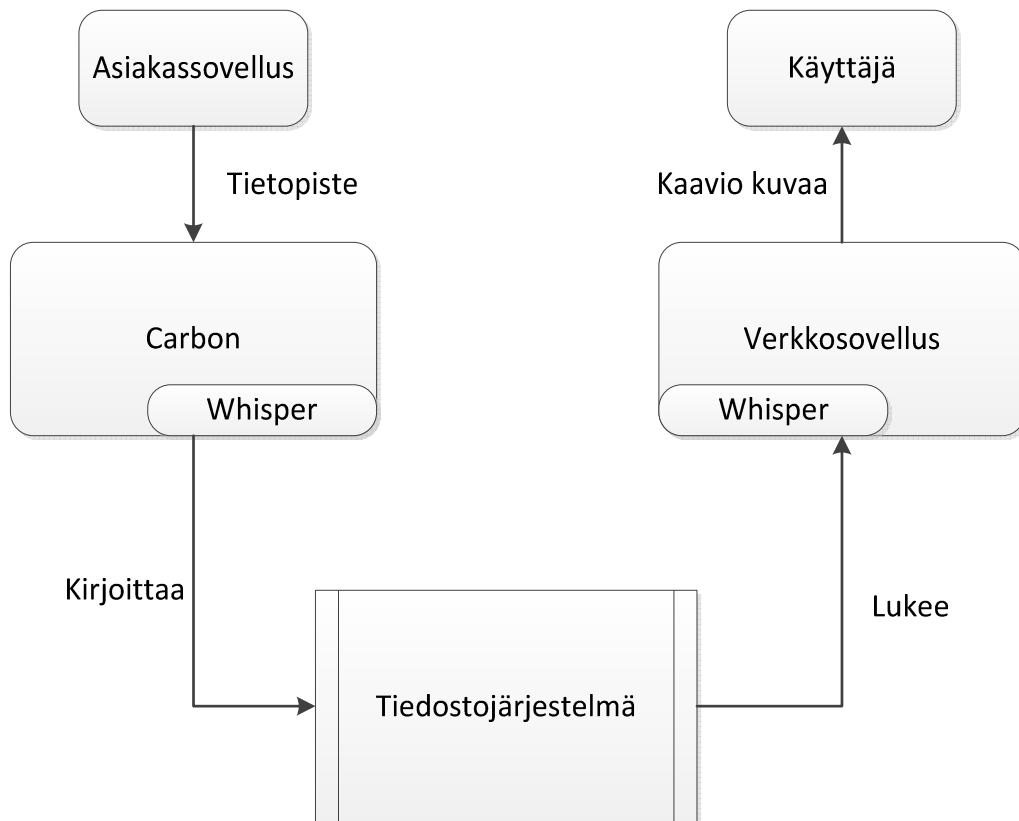 Asiakassovellus
Käyttäjä
Tietopiste
Kaavio kuvaa
Carbon
Verkkosovellus
Whisper
Whisper
Kirjoittaa
Lukee
Tiedostojärjestelmä